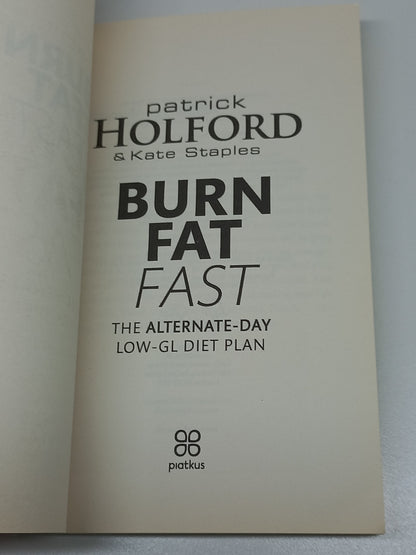 patrick
HOLFORD
& Kate Staples
BURN
FAT
FAST
THE ALTERNATE-DAY
LOW-GL DIET PLAN
piatkus